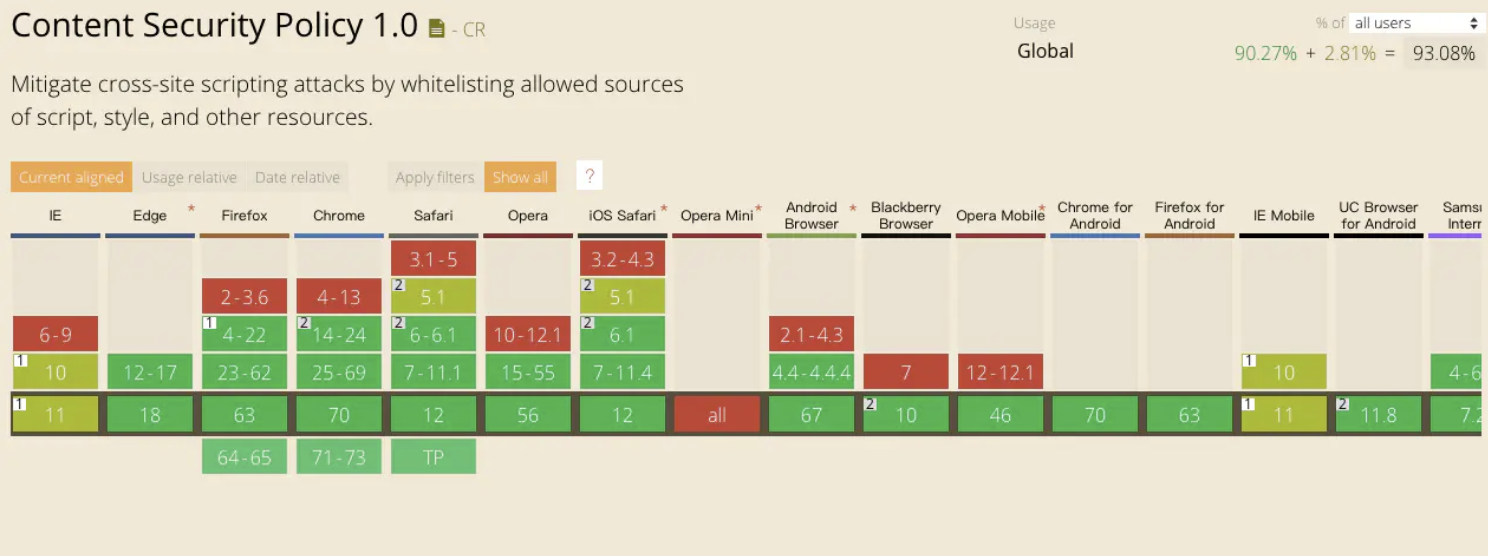 Content Security Policy 1.0 - CR
Usage % of all users
Global 90.27% + 2.81% = 93.08%
Mitigate cross-site scripting attacks by whitelisting allowed sources
of script, style, and other resources.
Current aligned Usage relative Date relative Apply filters Show all ?
IE Edge * Firefox Chrome Safari Opera iOS Safari * Opera Mini * Android Browser * Blackberry Browser Opera Mobile * Chrome for Android Firefox for Android IE Mobile UC Browser for Android Samsu Intern
3.1-5 3.2-4.3
2-3.6 4-13 2 5.1 2 5.1
6-9 1 4-22 2 14-24 2 6-6.1 10-12.1 2 6.1 2.1-4.3
1 10 12-17 23-62 25-69 7-11.1 15-55 7-11.4 4.4-4.4.4 7 12-12.1 1 10 4-6
1 11 18 63 70 12 56 12 all 67 2 10 46 70 63 1 11 2 11.8 7.2
64-65 71-73 TP